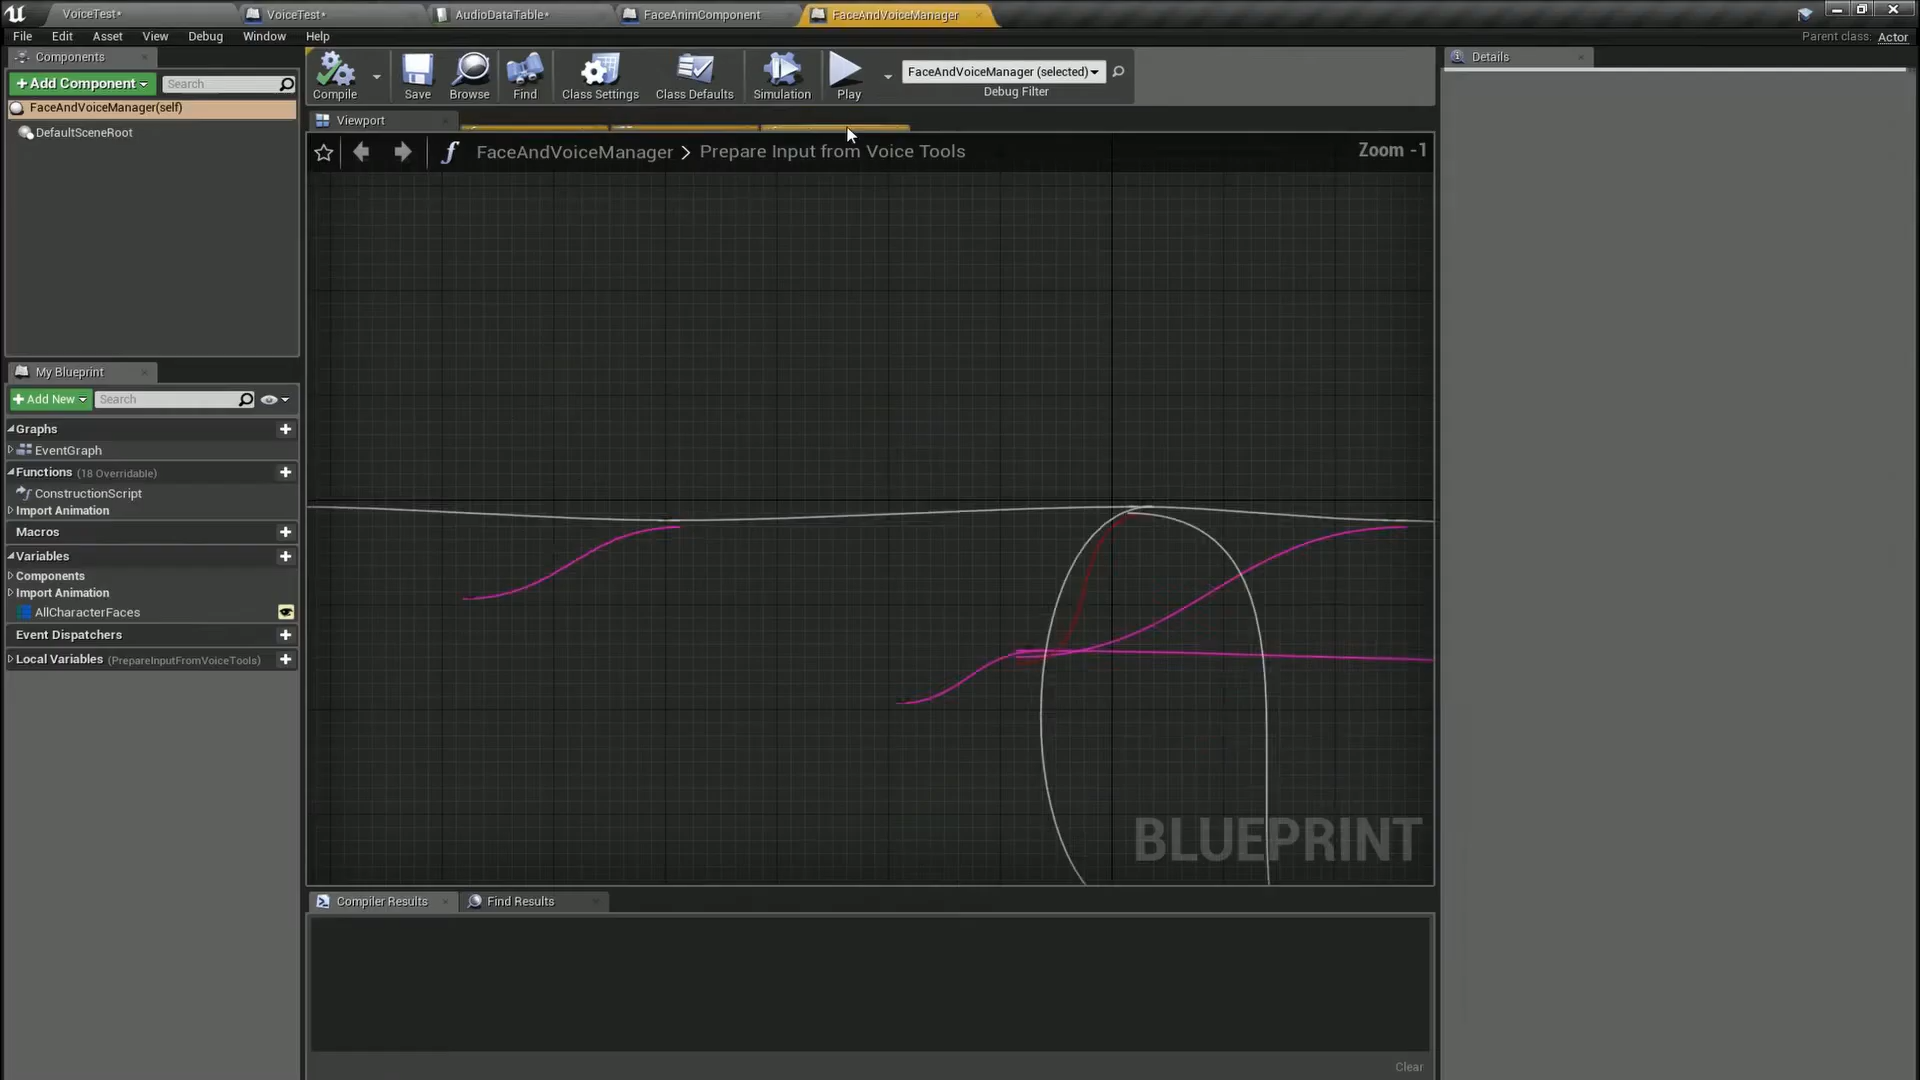 VoiceTest*
VoiceTest*
AudioDataTable*
FaceAnimComponent
FaceAndVoiceManager
File Edit Asset View Debug Window Help
Parent class: Actor
Components
+Add Component
Search
FaceAndVoiceManager(self)
DefaultSceneRoot
Compile
Save
Browse
Find
Class Settings
Class Defaults
Simulation
Play
FaceAndVoiceManager (selected)
Debug Filter
Details
Viewport
FaceAndVoiceManager > Prepare Input from Voice Tools
Zoom -1
My Blueprint
+Add New
Search
Graphs
EventGraph
Functions (18 Overridable)
ConstructionScript
Import Animation
Macros
Variables
Components
Import Animation
AllCharacterFaces
Event Dispatchers
Local Variables (PrepareInputFromVoiceTools)
BLUEPRINT
Compiler Results
Find Results
Clear